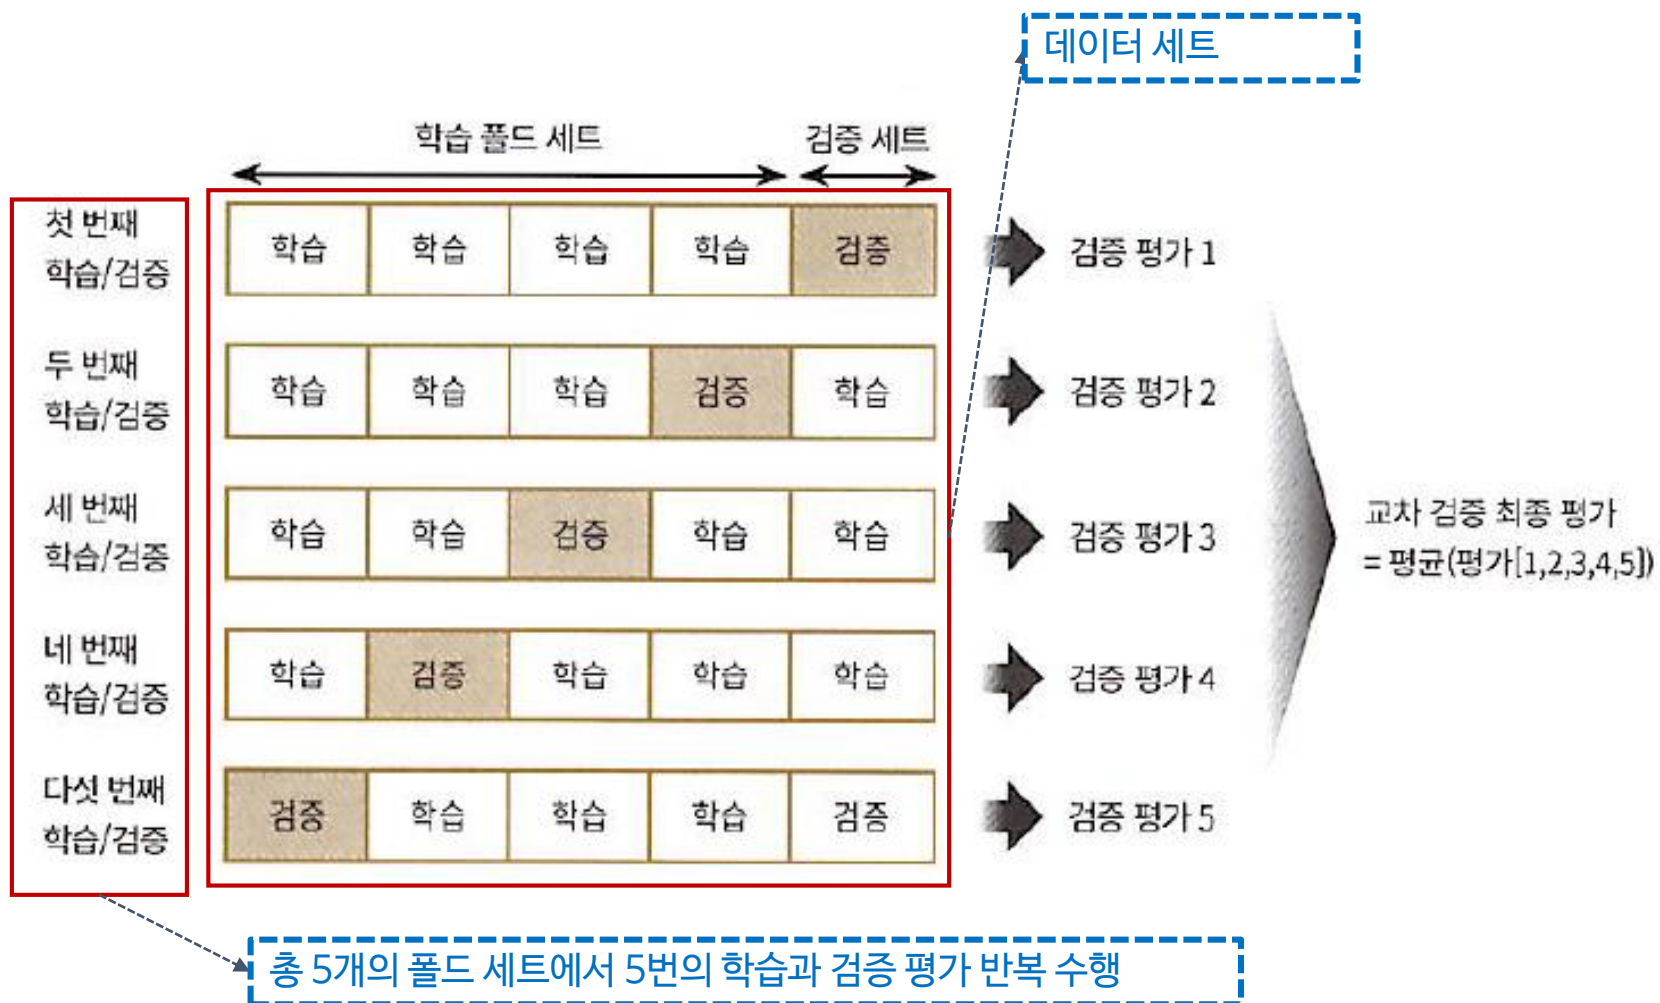 데이터 세트
학습 폴드 세트 검증 세트
첫 번째
학습/검증
학습 학습 학습 학습 검증
검증 평가 1
두 번째
학습/검증
학습 학습 학습 검증 학습
검증 평가 2
세 번째
학습/검증
학습 학습 검증 학습 학습
검증 평가 3
교차 검증 최종 평가
= 평균(평가[1,2,3,4,5])
네 번째
학습/검증
학습 검증 학습 학습 학습
검증 평가 4
다섯 번째
학습/검증
검증 학습 학습 학습 검증
검증 평가 5
총 5개의 폴드 세트에서 5번의 학습과 검증 평가 반복 수행